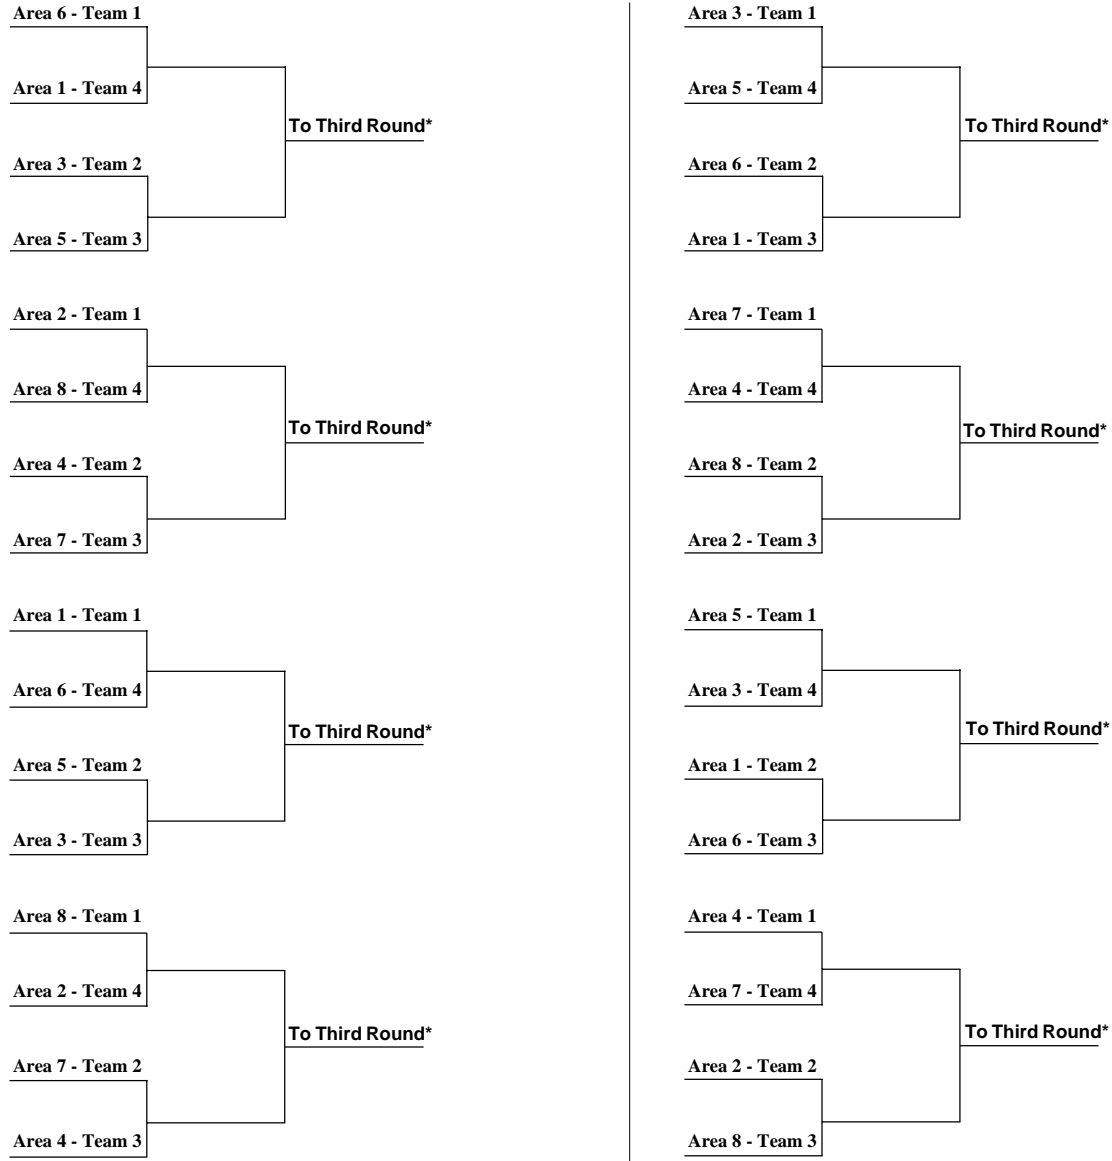 Area 6 - Team 1
Area 1 - Team 4
To Third Round*
Area 3 - Team 2
Area 5 - Team 3
Area 2 - Team 1
Area 8 - Team 4
To Third Round*
Area 4 - Team 2
Area 7 - Team 3
Area 1 - Team 1
Area 6 - Team 4
To Third Round*
Area 5 - Team 2
Area 3 - Team 3
Area 8 - Team 1
Area 2 - Team 4
To Third Round*
Area 7 - Team 2
Area 4 - Team 3
Area 3 - Team 1
Area 5 - Team 4
To Third Round*
Area 6 - Team 2
Area 1 - Team 3
Area 7 - Team 1
Area 4 - Team 4
To Third Round*
Area 8 - Team 2
Area 2 - Team 3
Area 5 - Team 1
Area 3 - Team 4
To Third Round*
Area 1 - Team 2
Area 6 - Team 3
Area 4 - Team 1
Area 7 - Team 4
To Third Round*
Area 2 - Team 2
Area 8 - Team 3